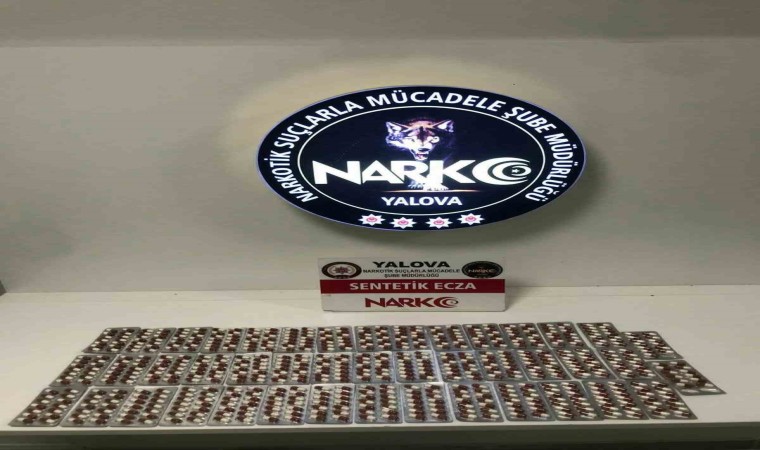 NARKOTİK SUÇLARLA MÜCADELE ŞUBE MÜDÜRLÜĞÜ
NARKO
YALOVA
YALOVA
NARKOTİK SUÇLARLA MÜCADELE
ŞUBE MÜDÜRLÜĞÜ
SENTETİK ECZA
NARKO